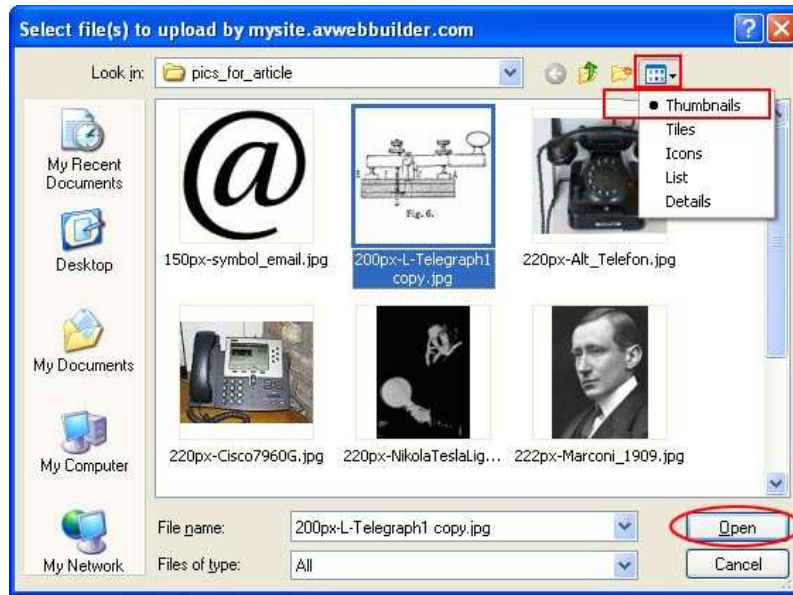 Select file(s) to upload by mysite.avwebbuilder.com
Look in: pics_for_article
Thumbnails
Tiles
Icons
List
Details
My Recent
Documents
Desktop
My Documents
My Computer
My Network
@
Fig. 6.
150px-symbol_email.jpg
200px-L-Telegraph1
copy.jpg
220px-Alt_Telefon.jpg
220px-Cisco7960G.jpg
220px-NikolaTeslaLig...
222px-Marconi_1909.jpg
File name: 200px-L-Telegraph1 copy.jpg
Open
Files of type: All
Cancel